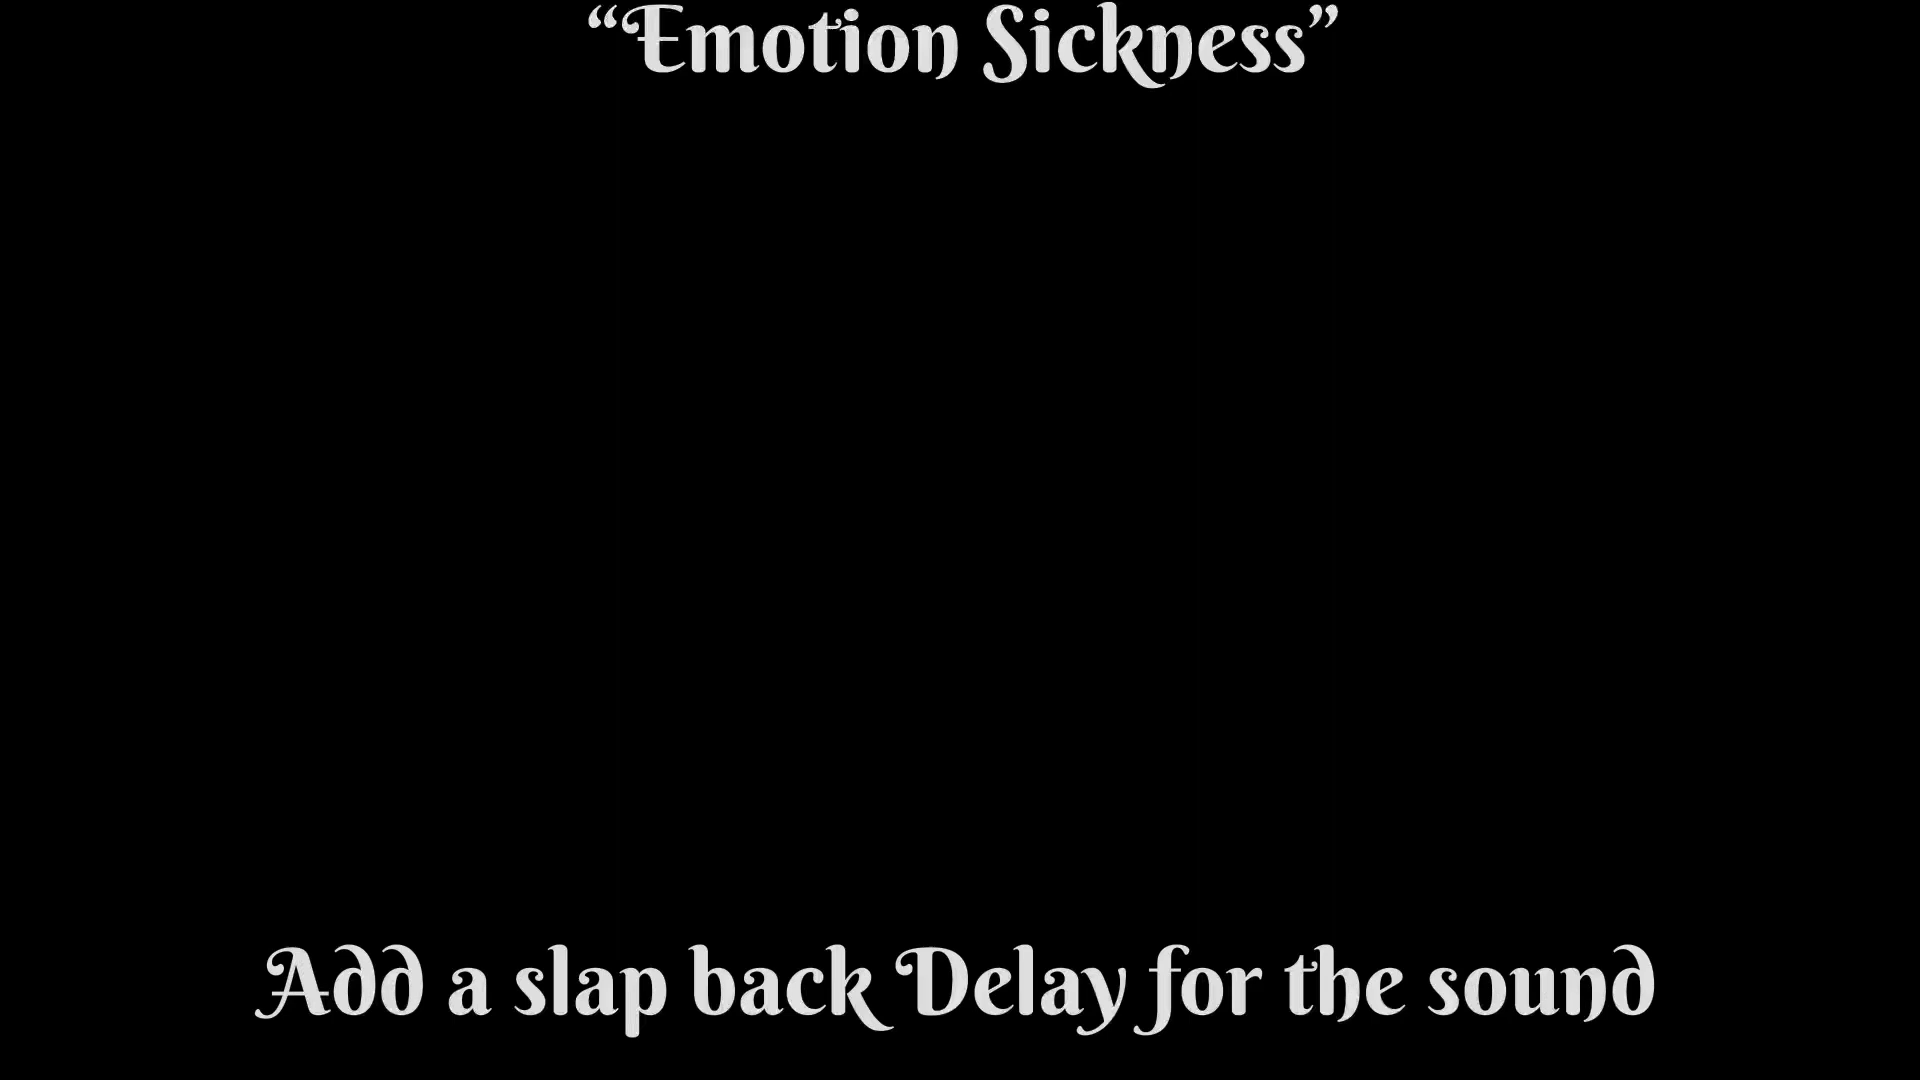 “Emotion Sickness”
Add a slap back Delay for the sound